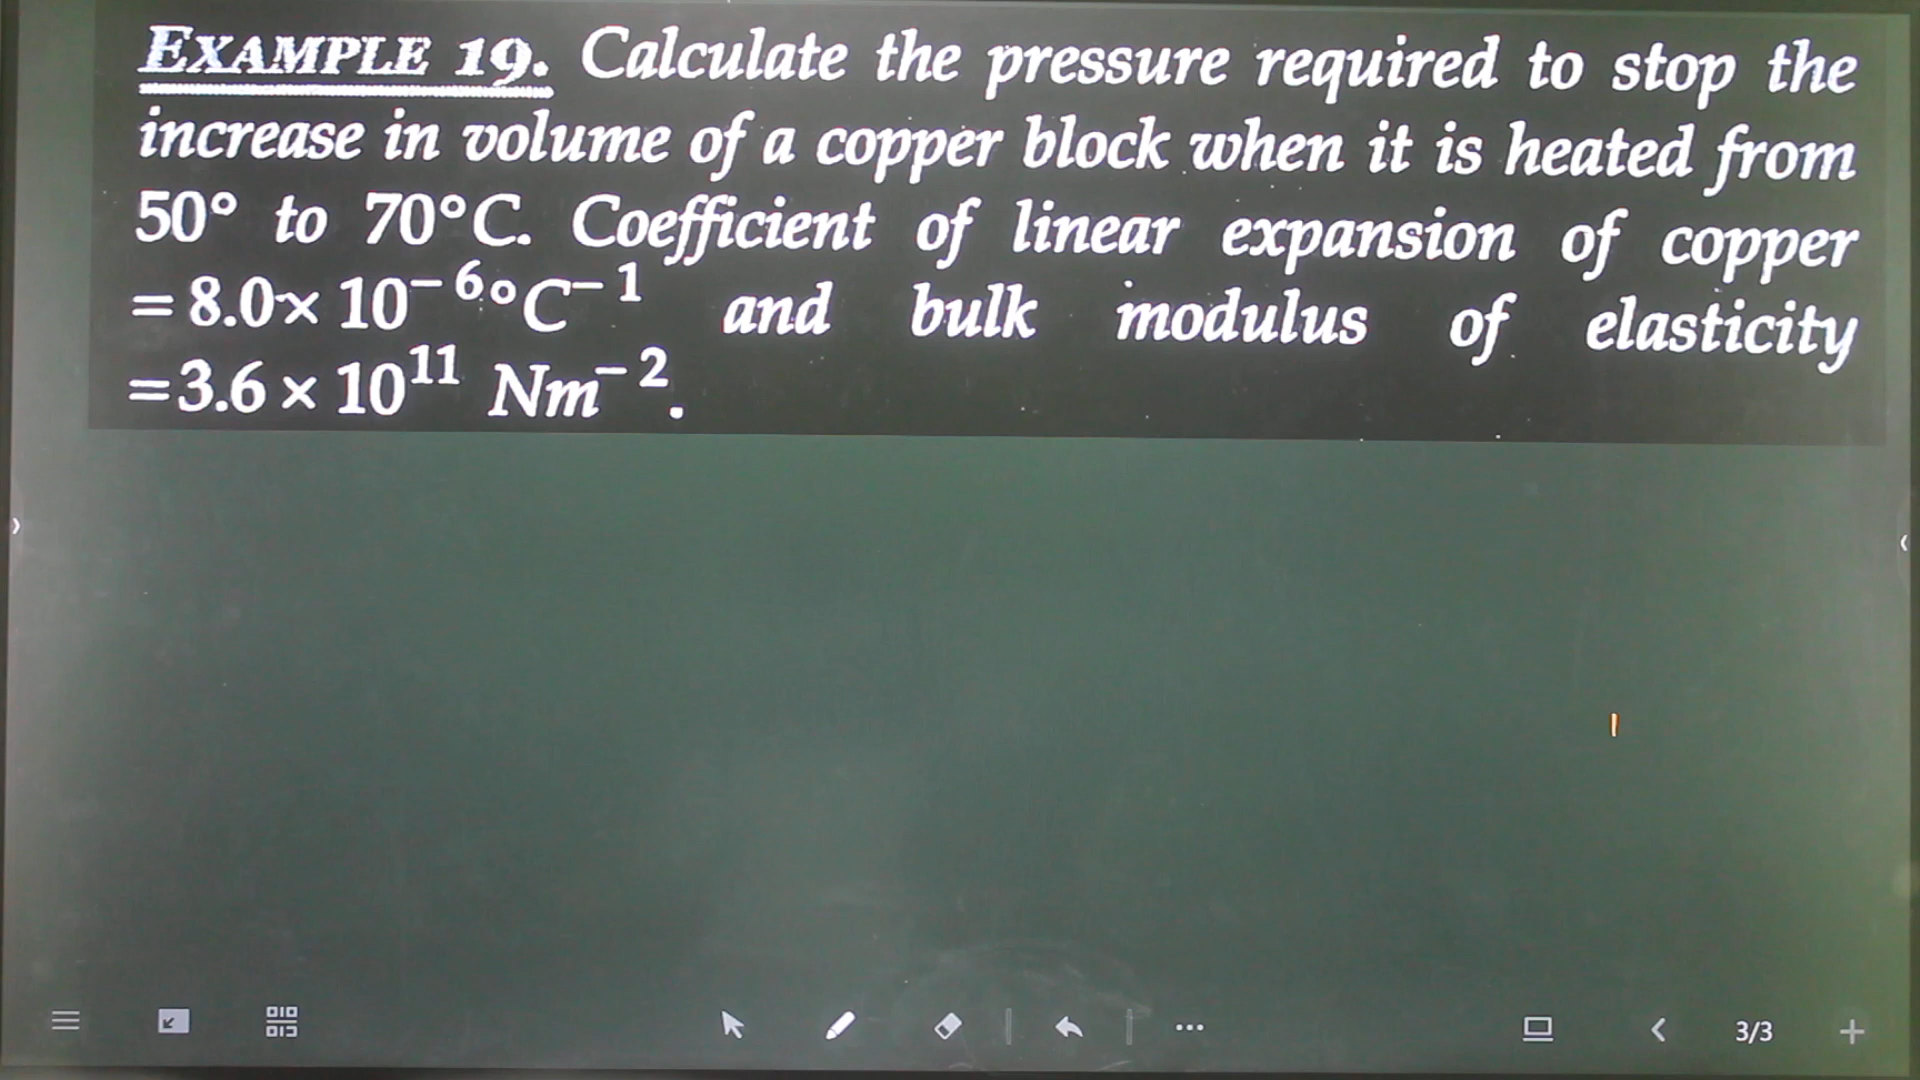 EXAMPLE 19. Calculate the pressure required to stop the
increase in volume of a copper block when it is heated from
50° to 70°C. Coefficient of linear expansion of copper
= 8.0 × 10⁻⁶ °C⁻¹ and bulk modulus of elasticity
= 3.6 × 10¹¹ Nm⁻².
3/3